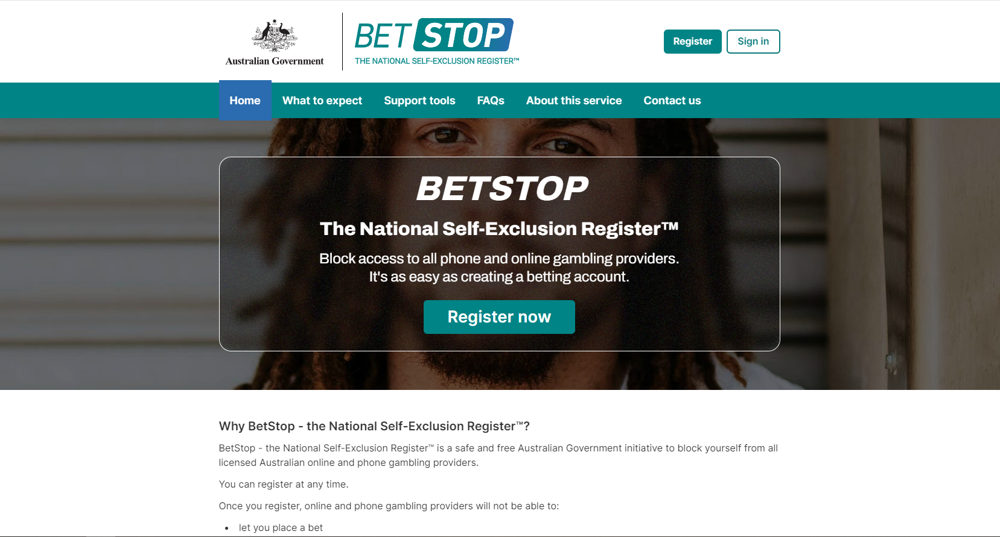 Australian Government
BETSTOP
THE NATIONAL SELF-EXCLUSION REGISTER™
Register
Sign in
Home
What to expect
Support tools
FAQs
About this service
Contact us
BETSTOP
The National Self-Exclusion Register™
Block access to all phone and online gambling providers.
It's as easy as creating a betting account.
Register now
Why BetStop - the National Self-Exclusion Register™?
BetStop - the National Self-Exclusion Register™ is a safe and free Australian Government initiative to block yourself from all
licensed Australian online and phone gambling providers.
You can register at any time.
Once you register, online and phone gambling providers will not be able to:
• let you place a bet